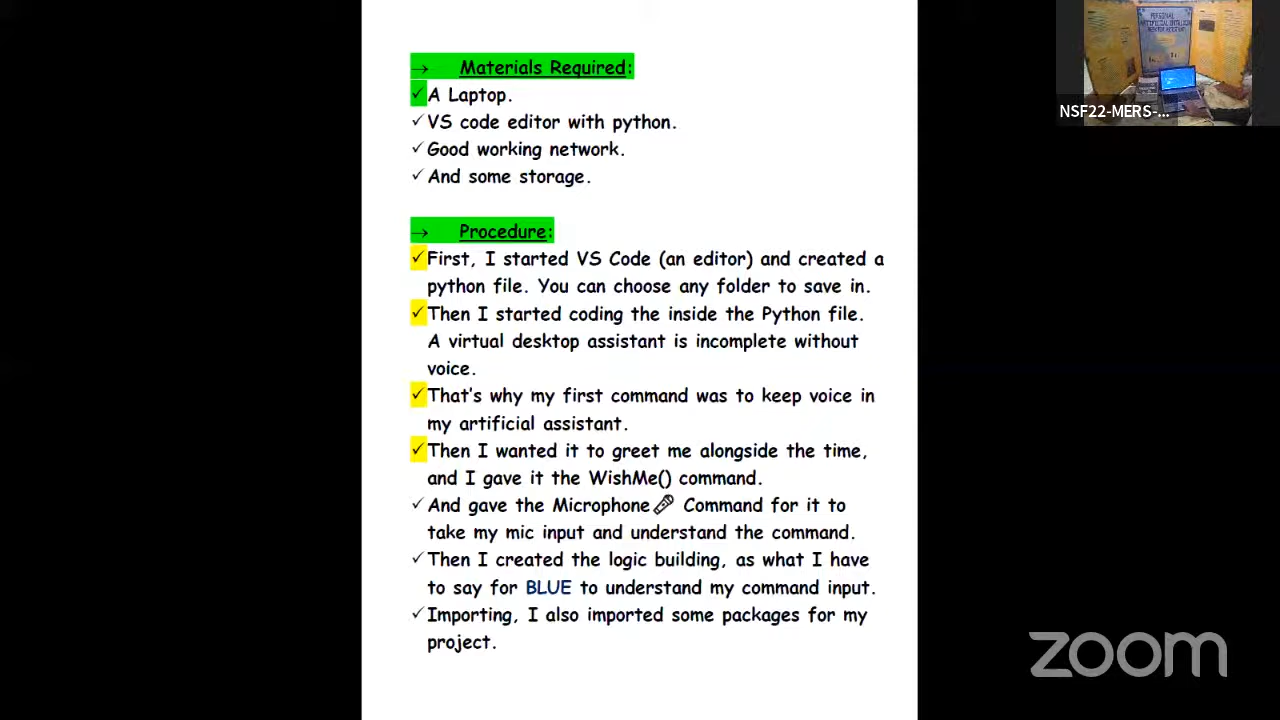 → Materials Required:
✓A Laptop.
✓VS code editor with python.
✓Good working network.
✓And some storage.
→ Procedure:
✓First, I started VS Code (an editor) and created a
python file. You can choose any folder to save in.
✓Then I started coding the inside the Python file.
A virtual desktop assistant is incomplete without
voice.
✓That's why my first command was to keep voice in
my artificial assistant.
✓Then I wanted it to greet me alongside the time,
and I gave it the WishMe() command.
✓And gave the Microphone🎤 Command for it to
take my mic input and understand the command.
✓Then I created the logic building, as what I have
to say for BLUE to understand my command input.
✓Importing, I also imported some packages for my
project.
PERSONAL
ARTIFICIAL
ASSISTANT
NSF22-MERS-...
zoom